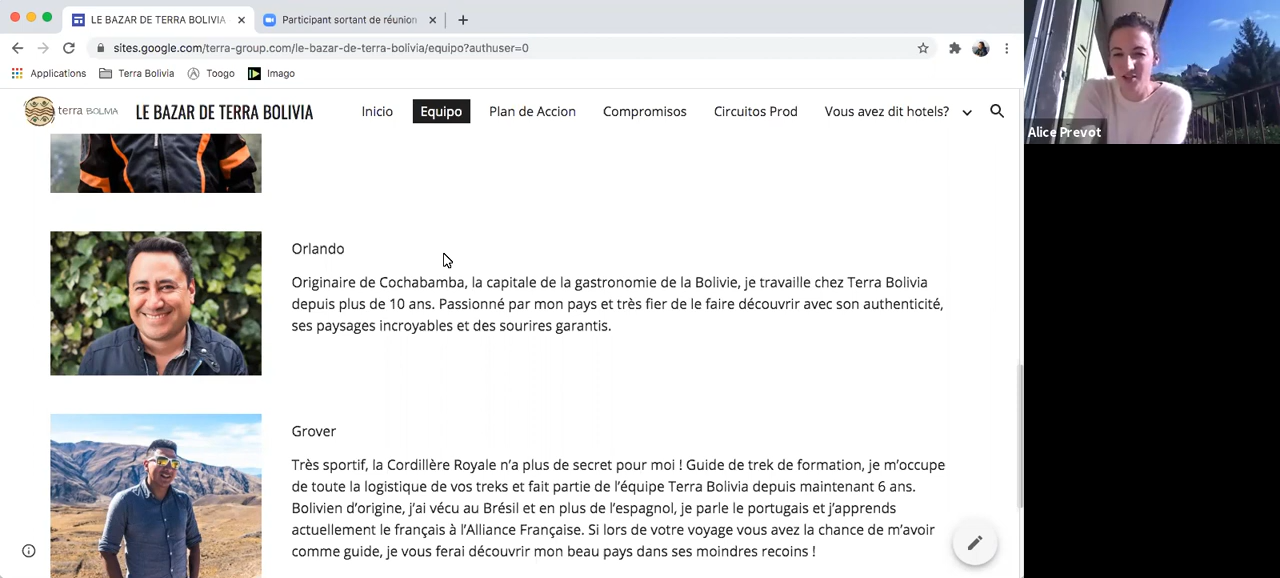 LE BAZAR DE TERRA BOLIVIA
Participant sortant de réunion
sites.google.com/terra-group.com/le-bazar-de-terra-bolivia/equipo?authuser=0
Applications Terra Bolivia Toogo Imago
terra BOLIVIA LE BAZAR DE TERRA BOLIVIA Inicio Equipo Plan de Accion Compromisos Circuitos Prod Vous avez dit hotels?
Alice Prevot
Orlando
Originaire de Cochabamba, la capitale de la gastronomie de la Bolivie, je travaille chez Terra Bolivia
depuis plus de 10 ans. Passionné par mon pays et très fier de le faire découvrir avec son authenticité,
ses paysages incroyables et des sourires garantis.
Grover
Très sportif, la Cordillère Royale n'a plus de secret pour moi ! Guide de trek de formation, je m'occupe
de toute la logistique de vos treks et fait partie de l'équipe Terra Bolivia depuis maintenant 6 ans.
Bolivien d'origine, j'ai vécu au Brésil et en plus de l'espagnol, je parle le portugais et j'apprends
actuellement le français à l'Alliance Française. Si lors de votre voyage vous avez la chance de m'avoir
comme guide, je vous ferai découvrir mon beau pays dans ses moindres recoins !